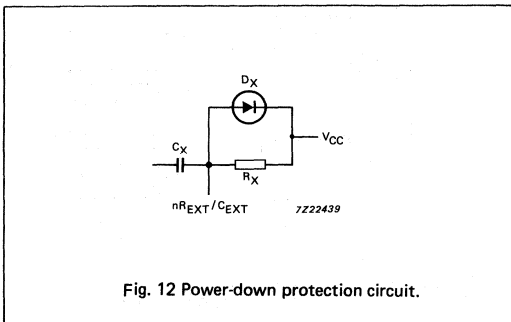 DX
VCC
CX
RX
nREXT/CEXT
7Z22439
Fig. 12 Power-down protection circuit.